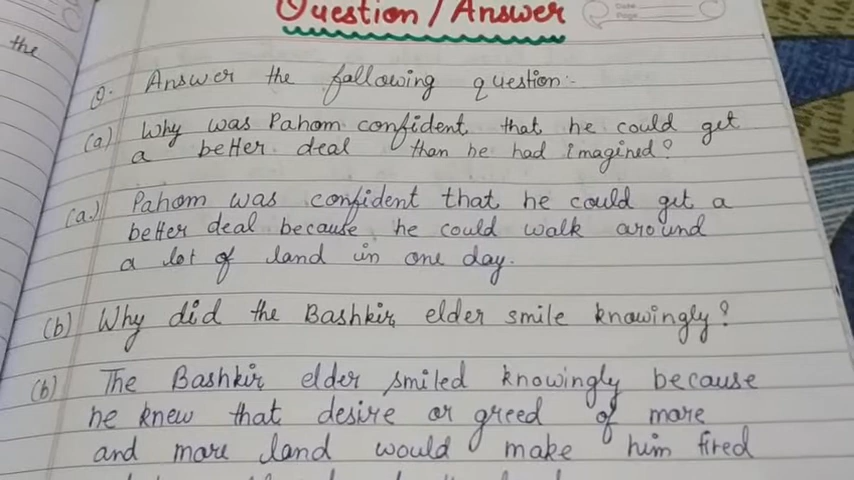 Question/Answer
Date
Page
the
Q. Answer the following question:-
(a) Why was Pahom confident that he could get
a better deal than he had imagined?
(a.) Pahom was confident that he could get a
better deal because he could walk around
a lot of land in one day.
(b) Why did the Bashkir elder smile knowingly?
(b) The Bashkir elder smiled knowingly because
he knew that desire or greed of more
and more land would make him tired